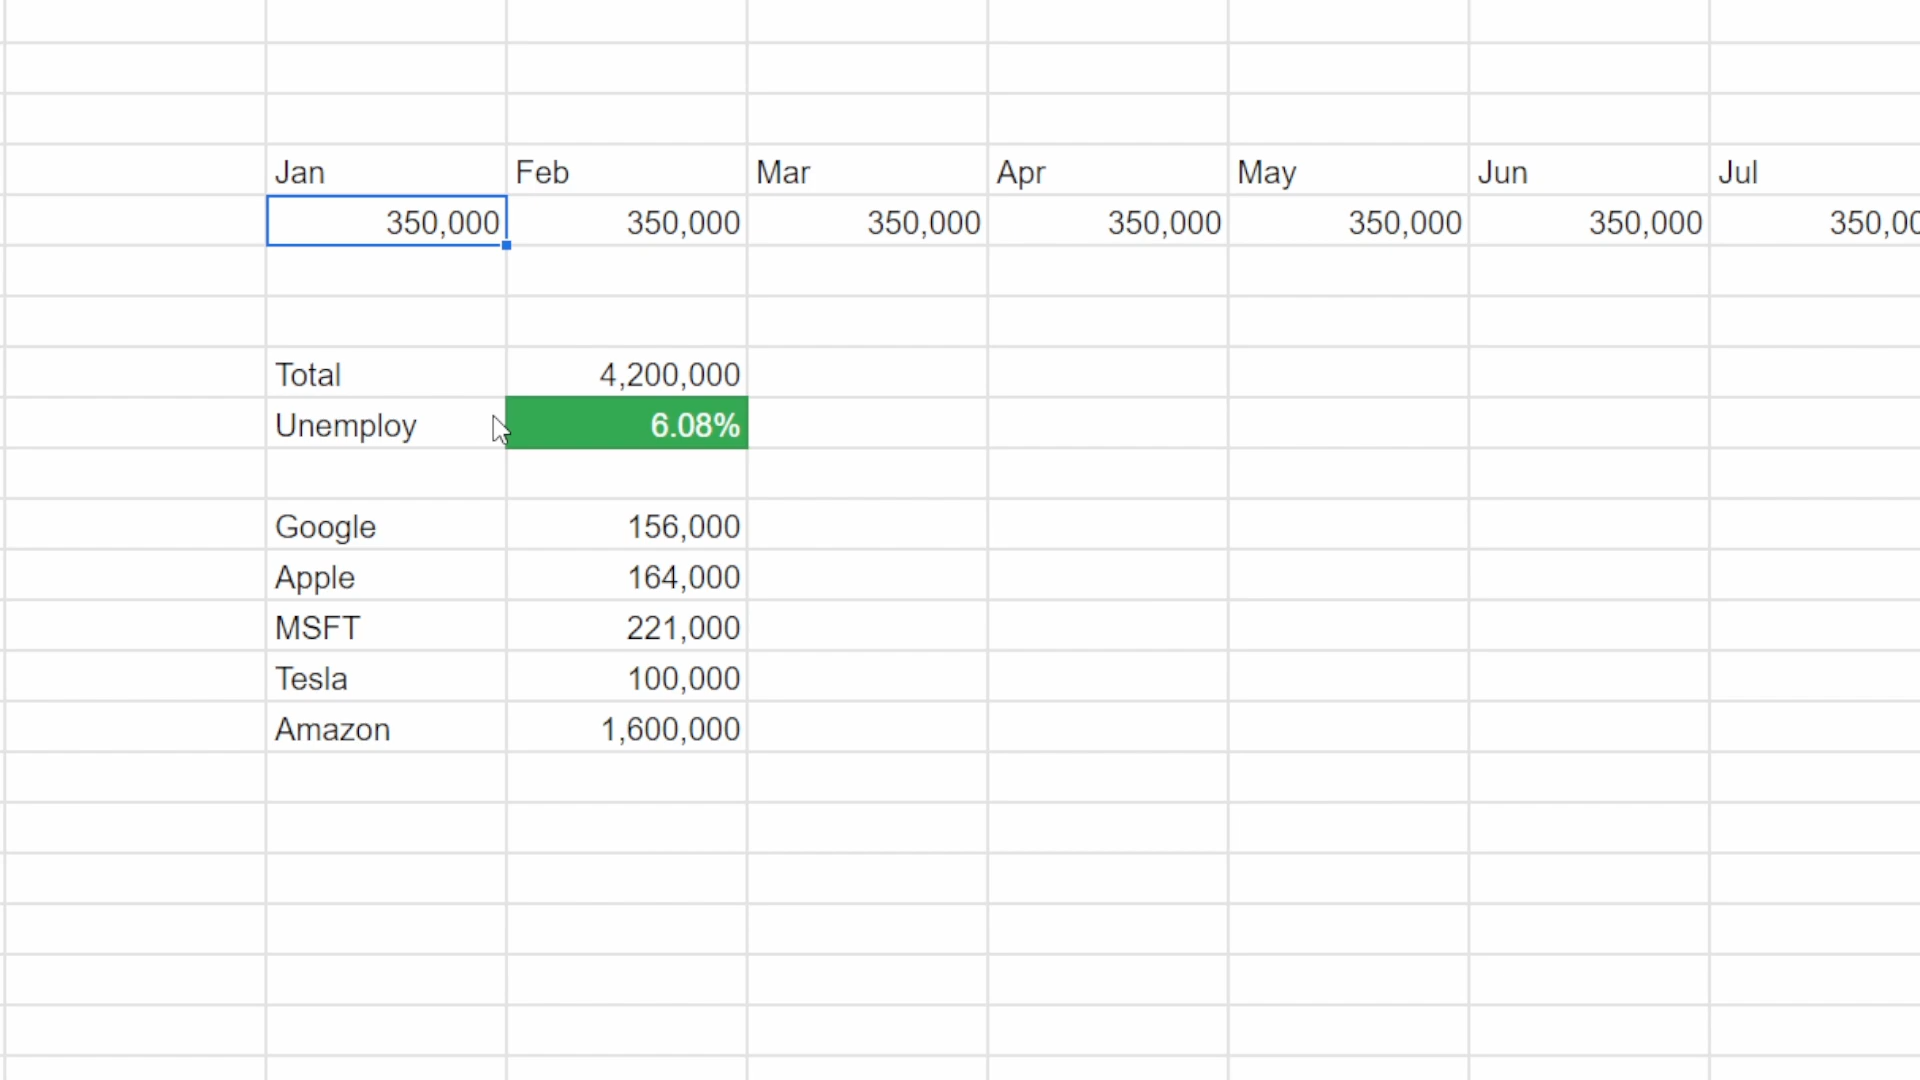 Jan Feb Mar Apr May Jun Jul
350,000 350,000 350,000 350,000 350,000 350,000 350,00
Total 4,200,000
Unemploy 6.08%
Google 156,000
Apple 164,000
MSFT 221,000
Tesla 100,000
Amazon 1,600,000